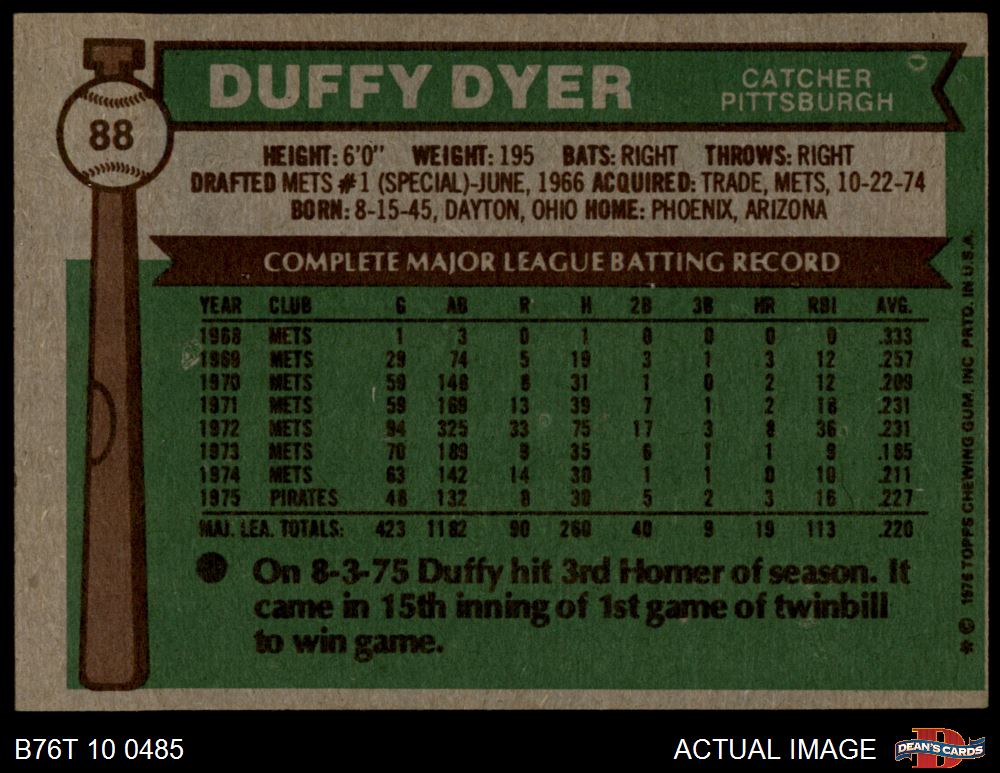 DUFFY DYER
CATCHER
PITTSBURGH
88
HEIGHT: 6'0" WEIGHT: 195 BATS: RIGHT THROWS: RIGHT
DRAFTED METS #1 (SPECIAL)-JUNE, 1966 ACQUIRED: TRADE, METS, 10-22-74
BORN: 8-15-45, DAYTON, OHIO HOME: PHOENIX, ARIZONA
COMPLETE MAJOR LEAGUE BATTING RECORD
YEAR CLUB G AB R H 2B 3B HR RBI AVG.
1968 METS 1 3 0 1 0 0 0 0 .333
1969 METS 29 74 5 19 3 1 3 12 .257
1970 METS 59 148 8 31 1 0 2 12 .209
1971 METS 59 169 13 39 7 1 2 18 .231
1972 METS 94 325 33 75 17 3 8 36 .231
1973 METS 70 189 9 35 6 1 1 9 .185
1974 METS 63 142 14 30 1 1 0 10 .211
1975 PIRATES 48 132 8 30 5 2 3 16 .227
MAJ. LEA. TOTALS: 423 1182 90 260 40 9 19 113 .220
On 8-3-75 Duffy hit 3rd Homer of season. It
came in 15th inning of 1st game of twinbill
to win game.
* © 1976 TOPPS CHEWING GUM, INC PRTD. IN U.S.A.
B76T 10 0485
ACTUAL IMAGE
DEAN'S CARDS